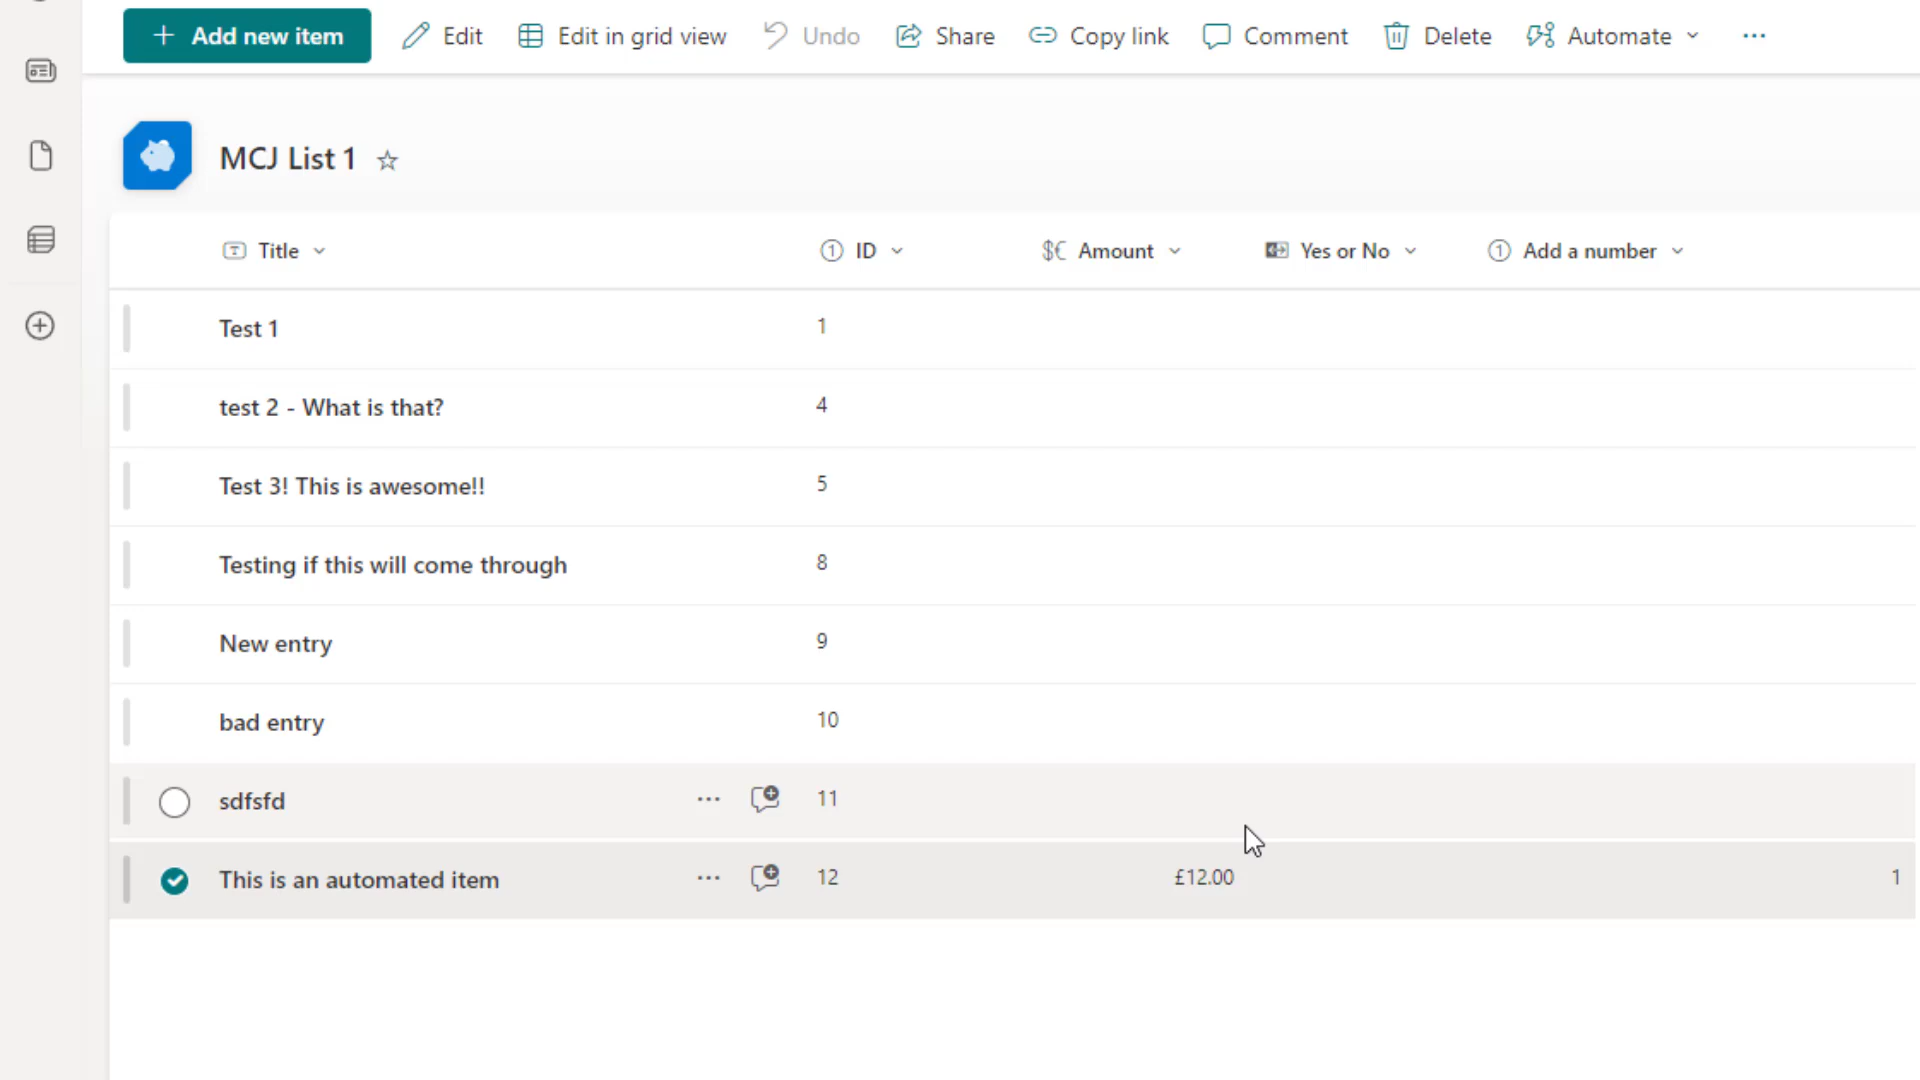 Add new item Edit Edit in grid view Undo Share Copy link Comment Delete Automate
MCJ List 1
Title ID Amount Yes or No Add a number
Test 1 1
test 2 - What is that? 4
Test 3! This is awesome!! 5
Testing if this will come through 8
New entry 9
bad entry 10
sdfsfd 11
This is an automated item 12 £12.00 1